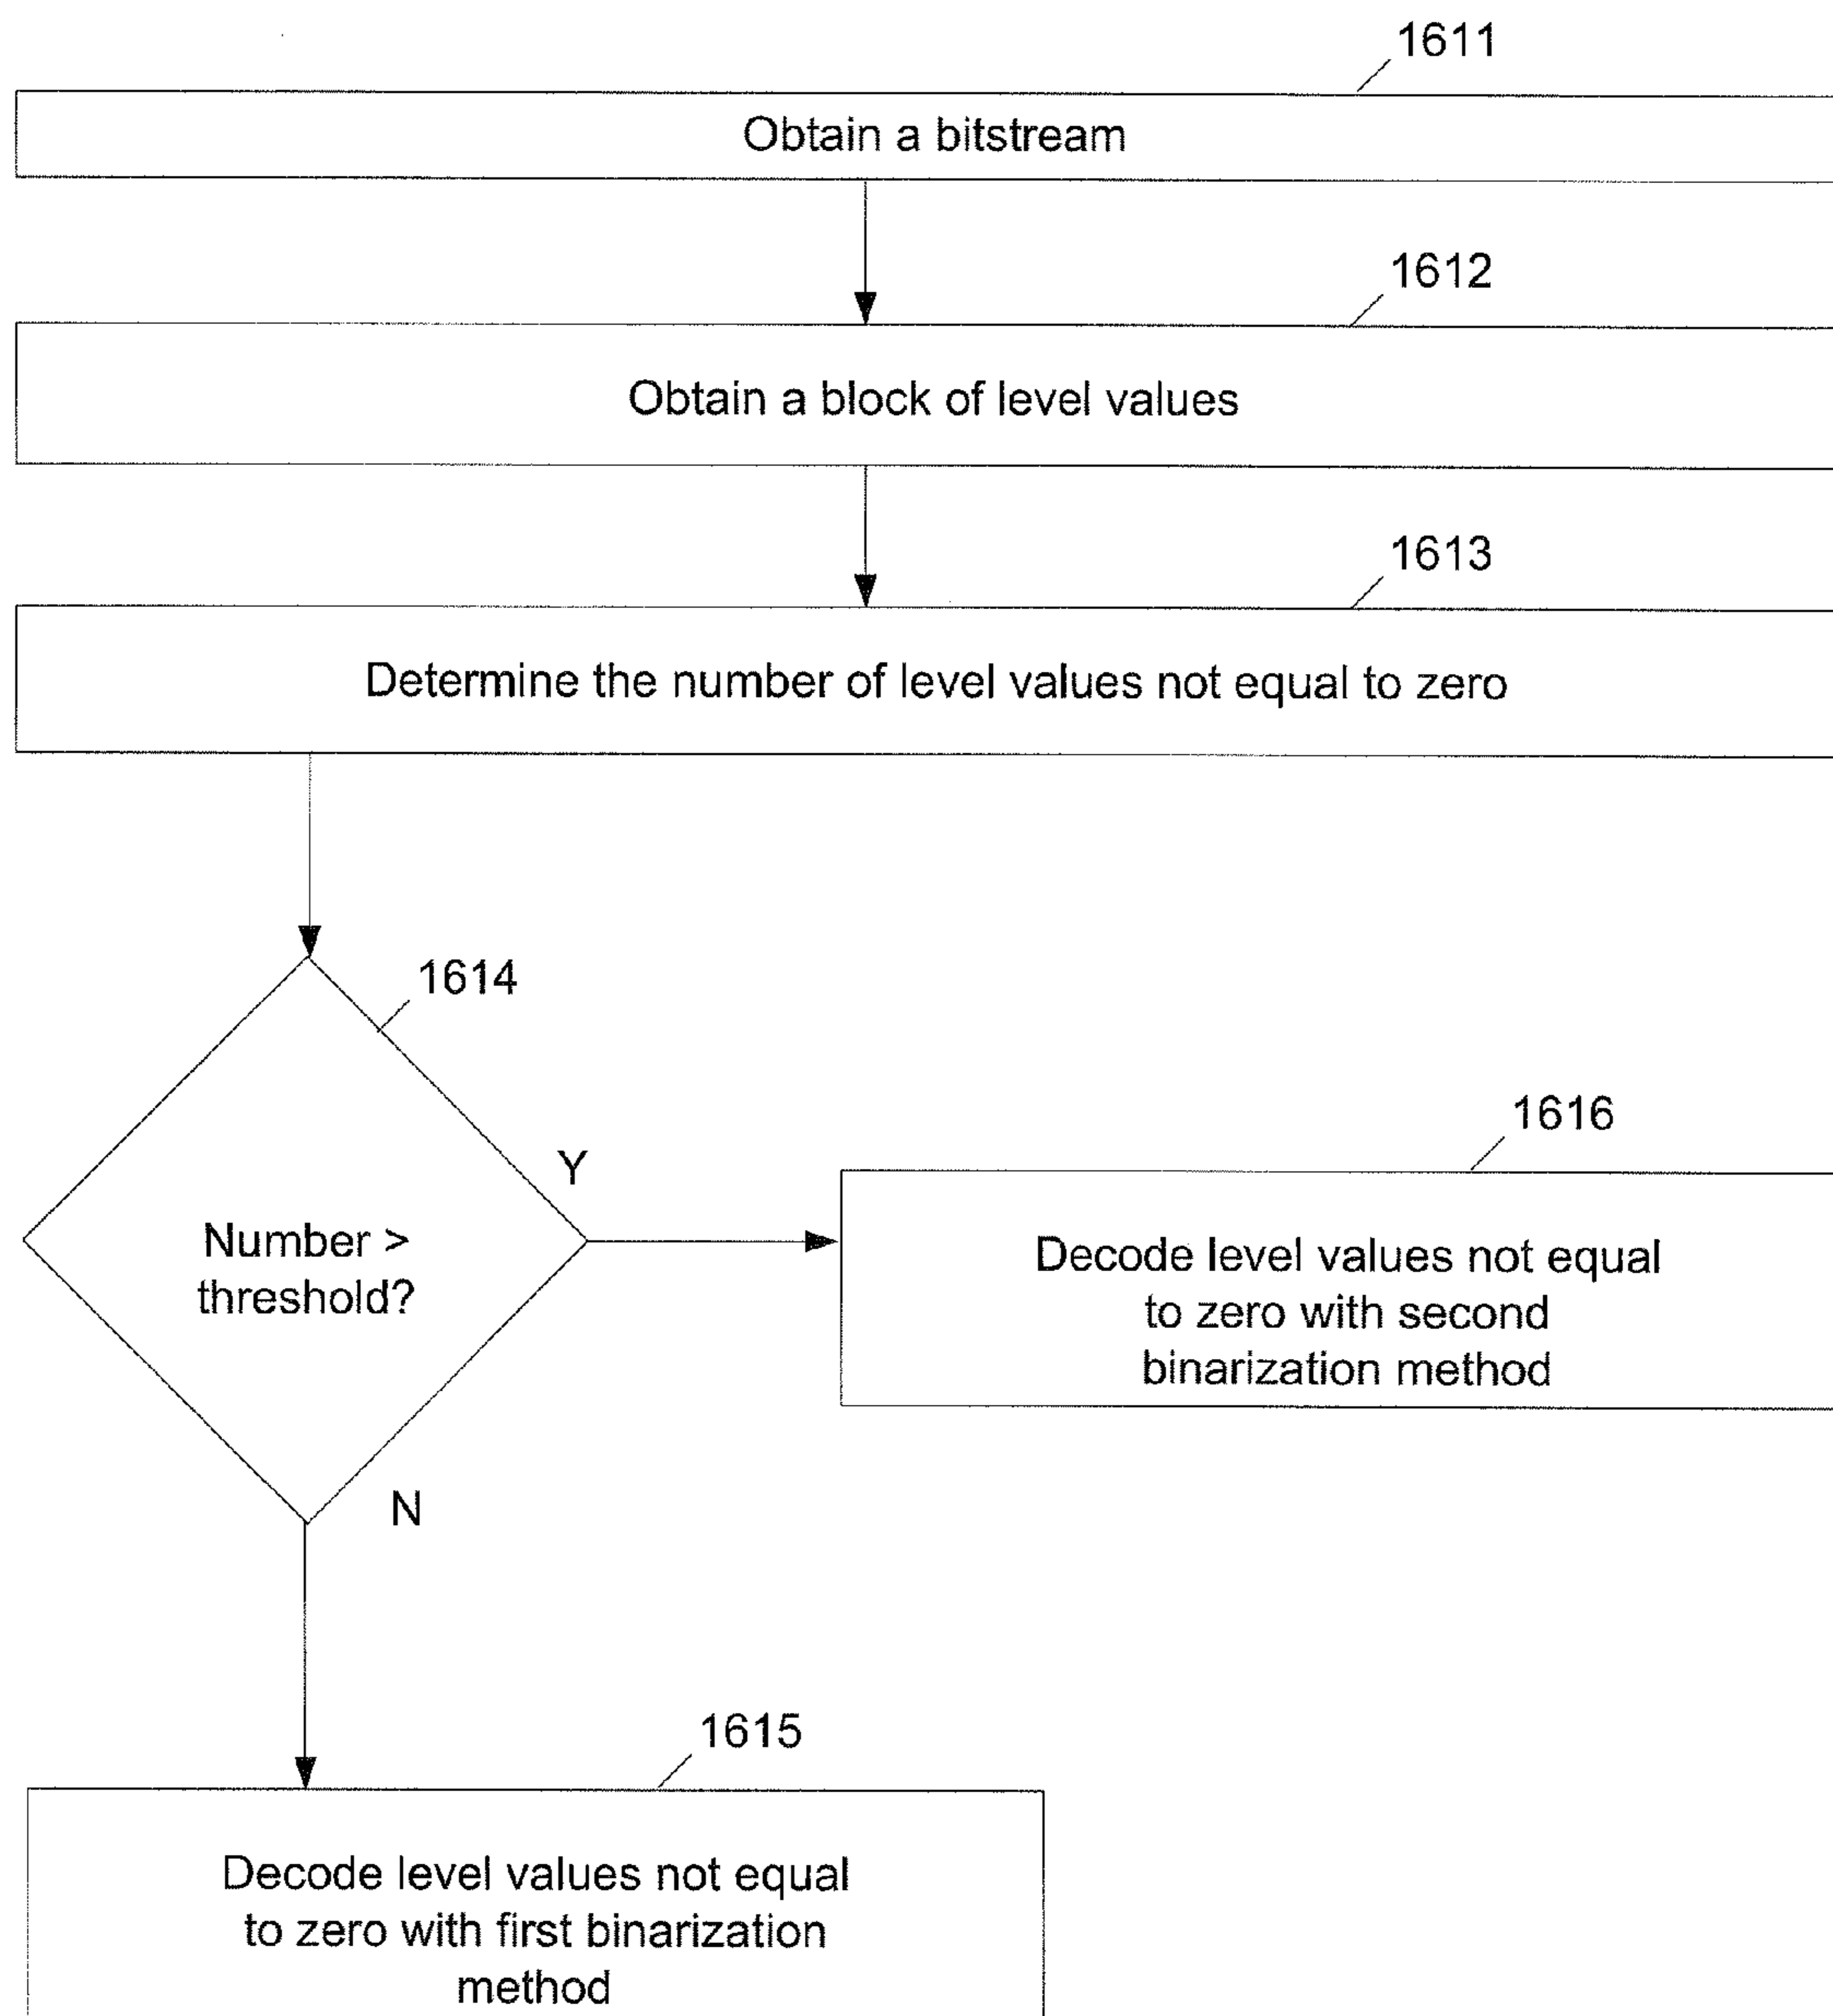 1611
Obtain a bitstream
1612
Obtain a block of level values
1613
Determine the number of level values not equal to zero
1614
Number >
threshold?
Y
1616
Decode level values not equal
to zero with second
binarization method
N
1615
Decode level values not equal
to zero with first binarization
method